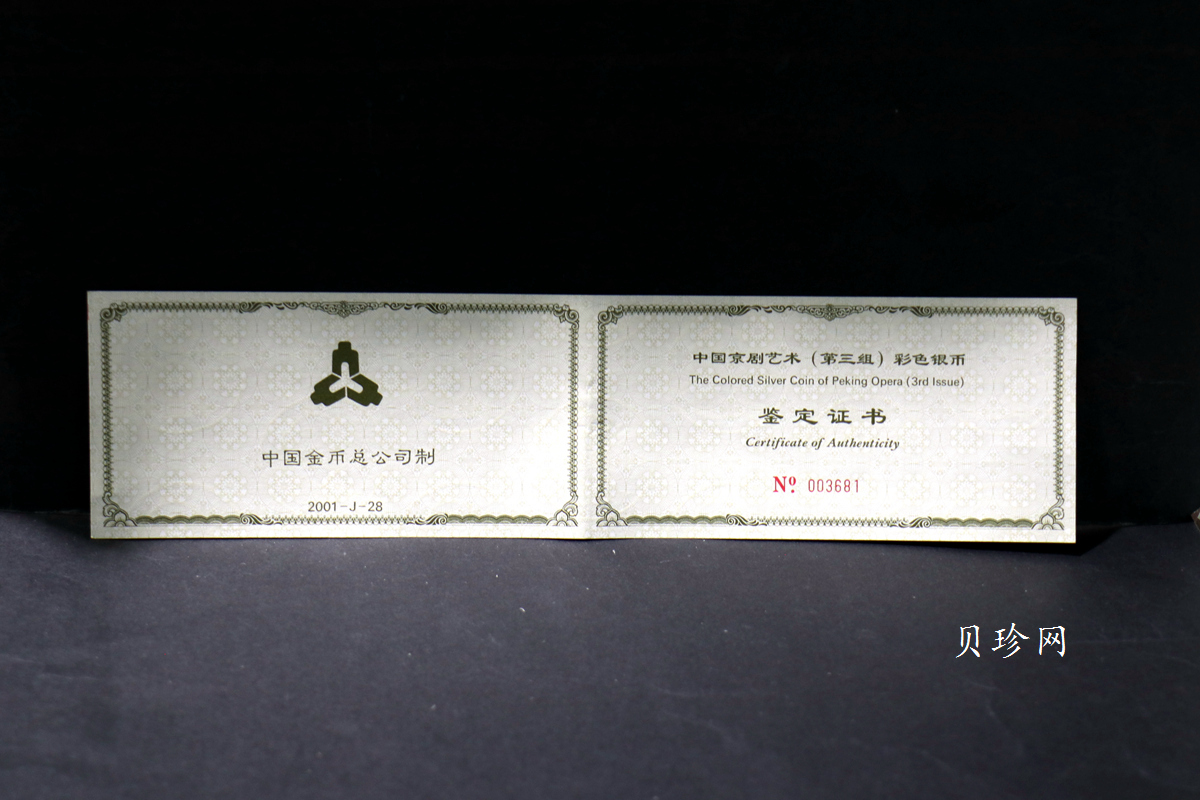 中国金币总公司制
2001-J-28
中国京剧艺术（第三组）彩色银币
The Colored Silver Coin of Peking Opera (3rd Issue)
鉴定证书
Certificate of Authenticity
Nº 003681
贝珍网